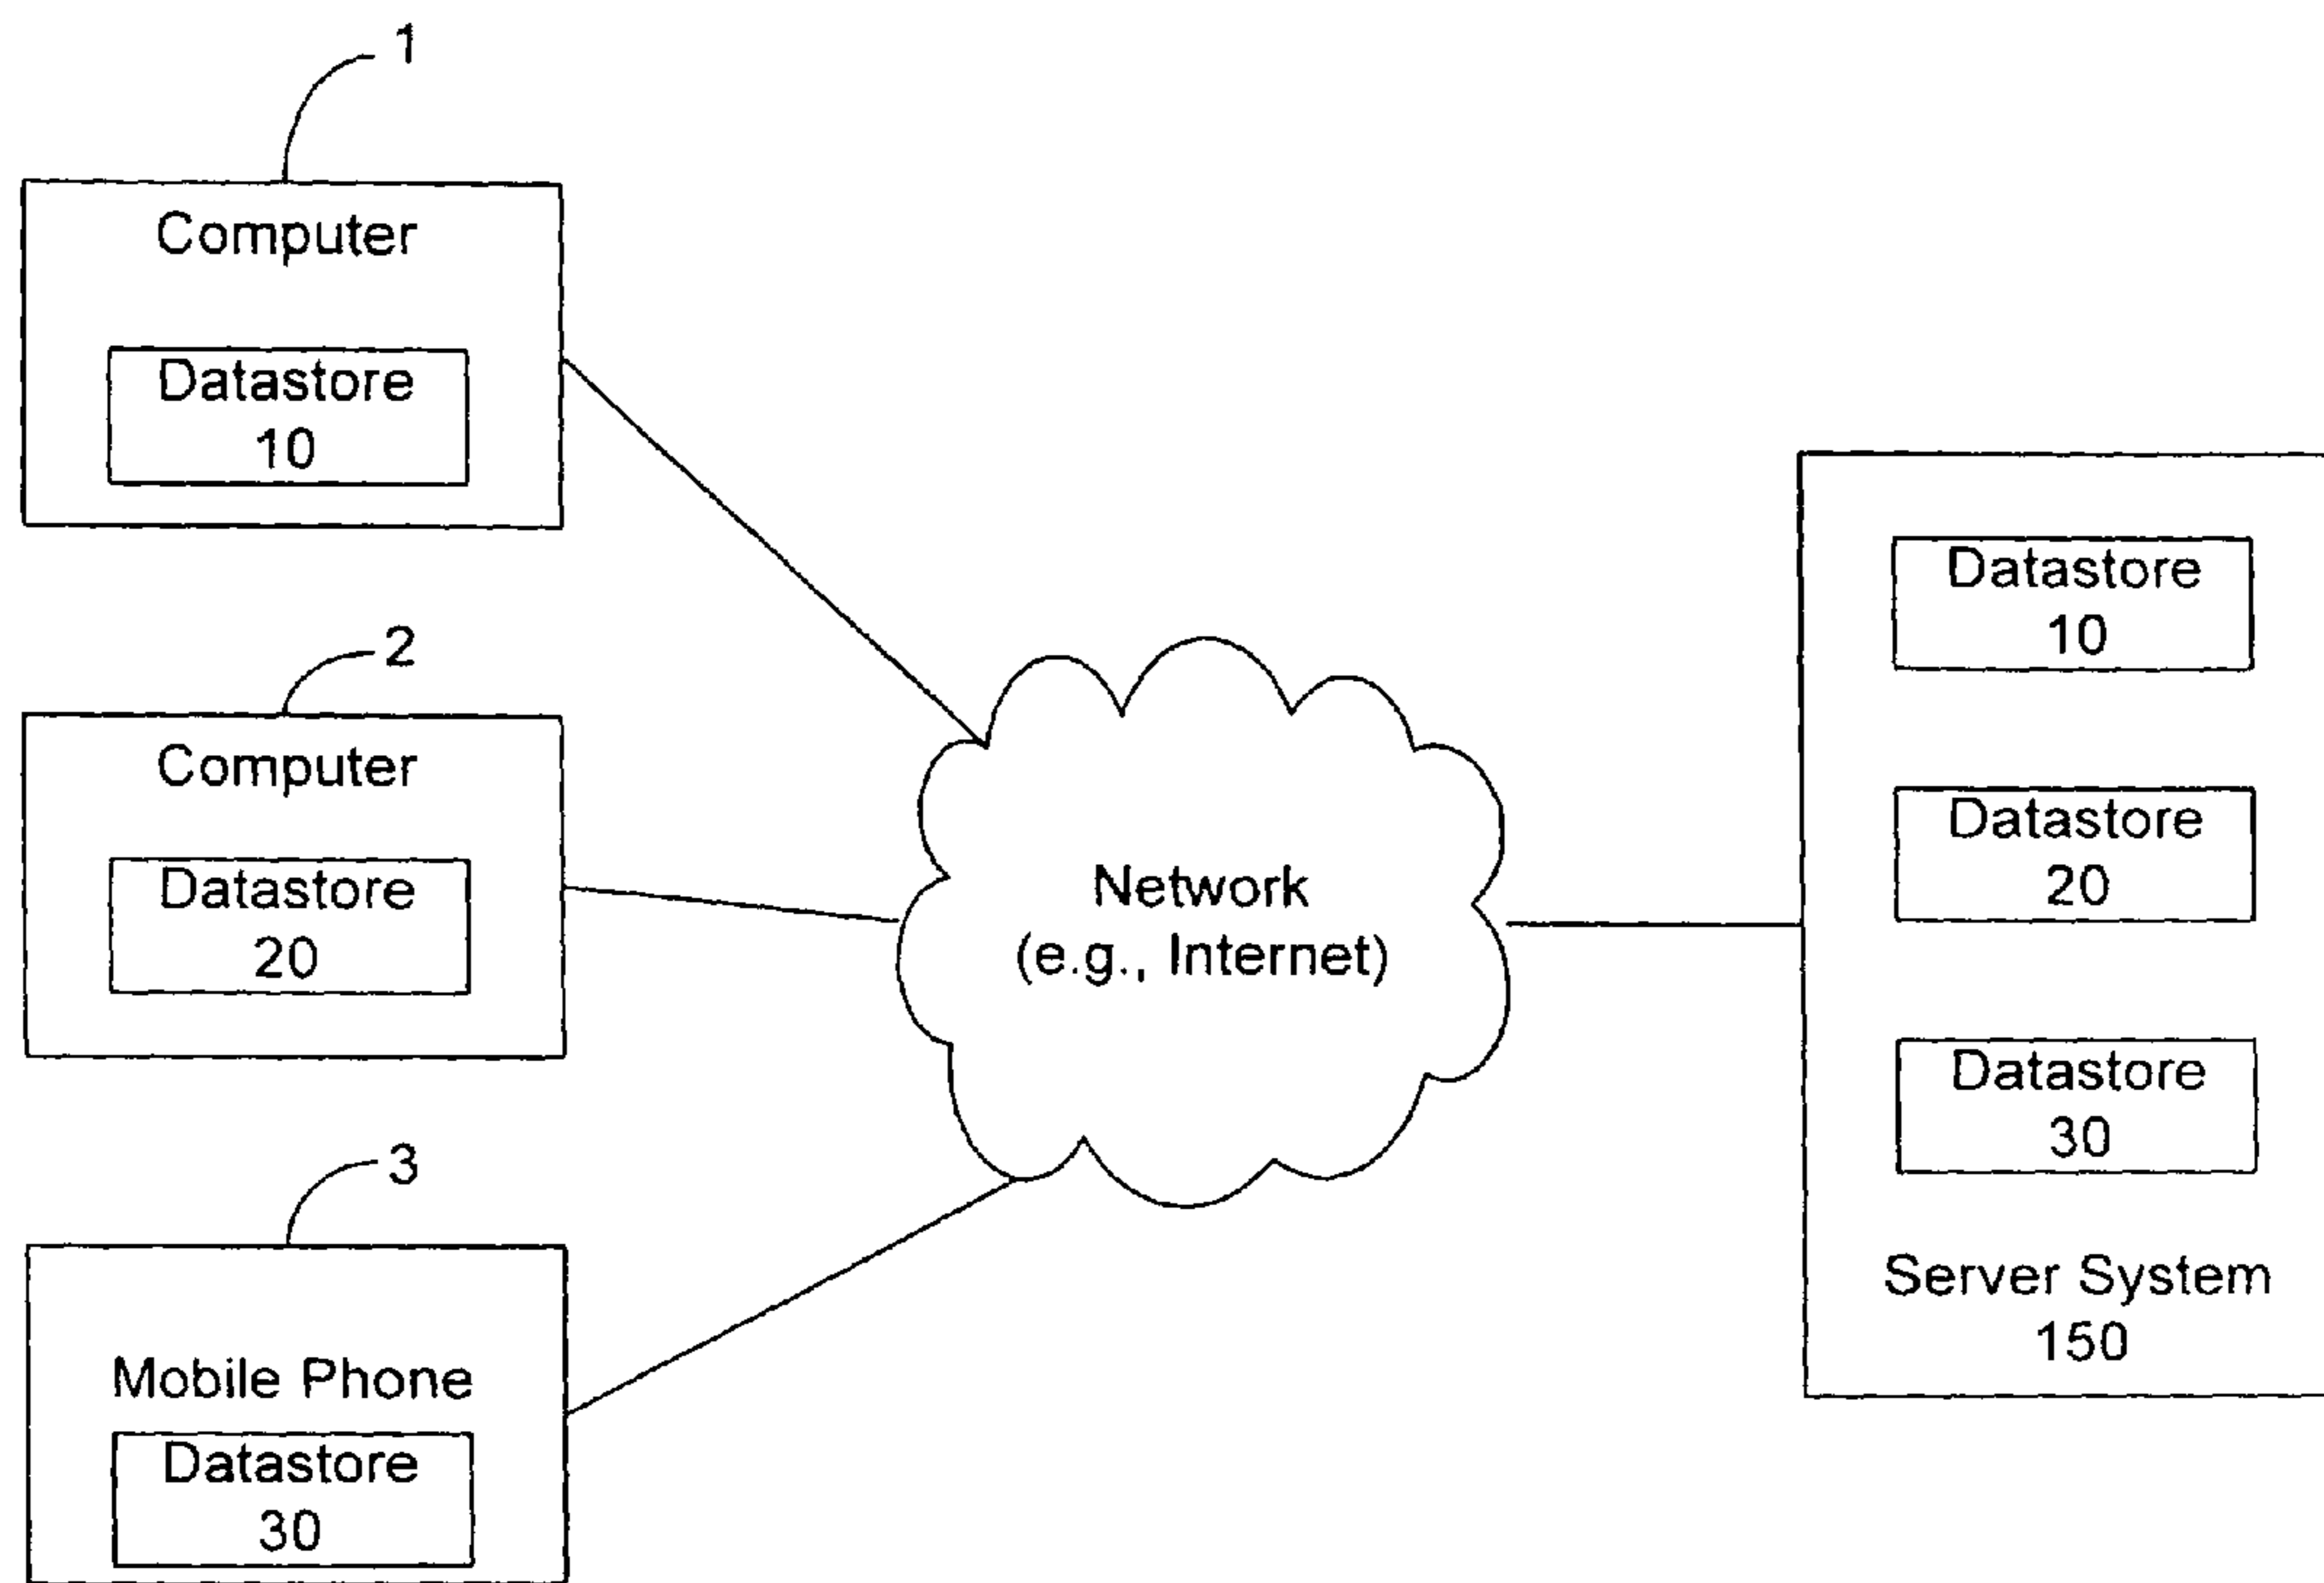 1
Computer
Datastore
10
2
Computer
Datastore
20
3
Mobile Phone
Datastore
30
Network
(e.g., Internet)
Datastore
10
Datastore
20
Datastore
30
Server System
150